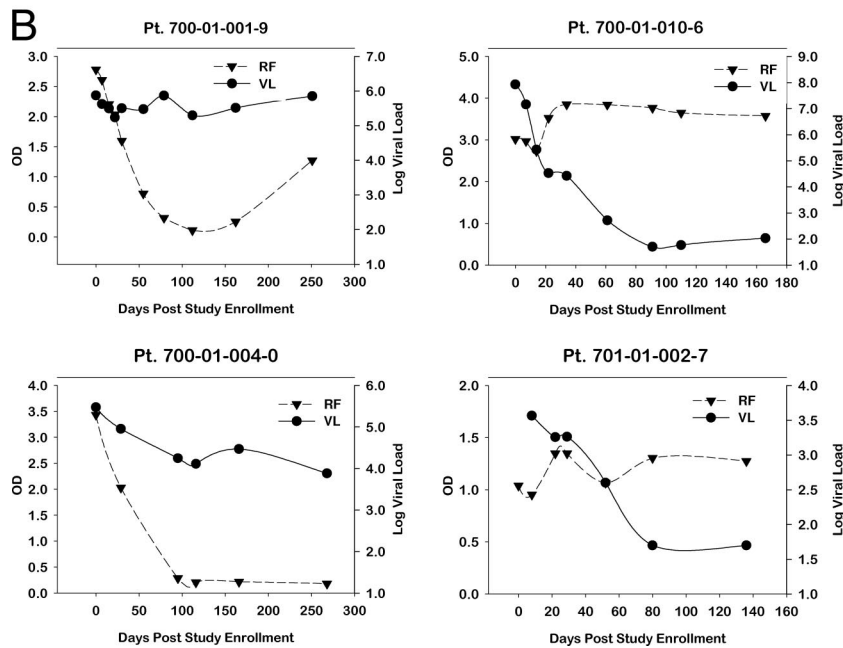 B
Pt. 700-01-001-9
3.0
2.5
2.0
1.5
1.0
0.5
0.0
OD
7.0
6.0
5.0
4.0
3.0
2.0
1.0
Log Viral Load
RF
VL
0 50 100 150 200 250 300
Days Post Study Enrollment
Pt. 700-01-010-6
5.0
4.0
3.0
2.0
1.0
0.0
OD
9.0
8.0
7.0
6.0
5.0
4.0
3.0
2.0
1.0
Log Viral Load
RF
VL
0 20 40 60 80 100 120 140 160 180
Days Post Study Enrollment
Pt. 700-01-004-0
4.0
3.5
3.0
2.5
2.0
1.5
1.0
0.5
0.0
OD
6.0
5.0
4.0
3.0
2.0
1.0
Log Viral Load
RF
VL
0 50 100 150 200 250 300
Days Post Study Enrollment
Pt. 701-01-002-7
2.0
1.5
1.0
0.5
0.0
OD
4.0
3.5
3.0
2.5
2.0
1.5
1.0
Log Viral Load
RF
VL
0 20 40 60 80 100 120 140 160
Days Post Study Enrollment